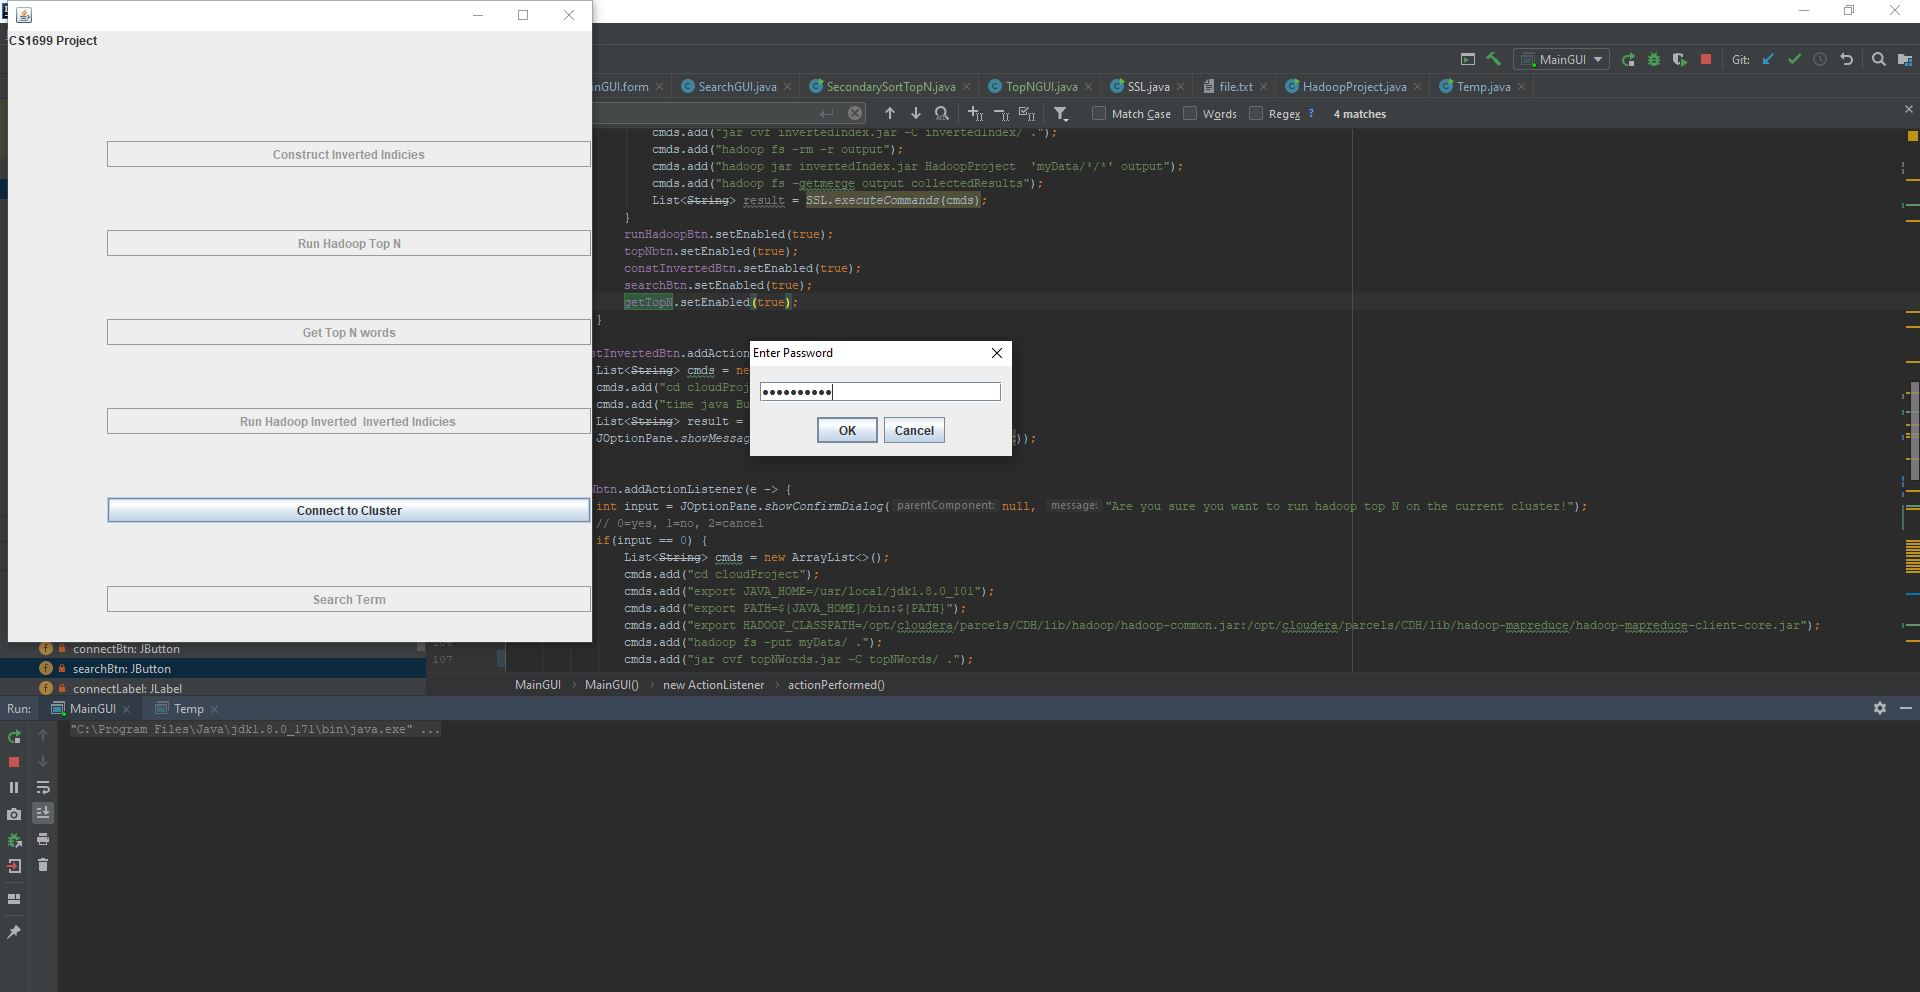 CS1699 Project
Construct Inverted Indicies
Run Hadoop Top N
Get Top N words
Run Hadoop Inverted  Inverted Indicies
Connect to Cluster
Search Term
MainGUI
Git:
inGUI.form
SearchGUI.java
SecondarySortTopN.java
TopNGUI.java
SSL.java
file.txt
HadoopProject.java
Temp.java
Match Case
Words
Regex
?
4 matches
cmds.add("jar cvf invertedIndex.jar -C invertedIndex/ .");
cmds.add("hadoop fs -rm -r output");
cmds.add("hadoop jar invertedIndex.jar HadoopProject  'myData/*/*' output");
cmds.add("hadoop fs -getmerge output collectedResults");
List<String> result = SSL.executeCommands(cmds);
}
runHadoopBtn.setEnabled(true);
topNbtn.setEnabled(true);
constInvertedBtn.setEnabled(true);
searchBtn.setEnabled(true);
getTopN.setEnabled(true);
}
stInvertedBtn.addAction
List<String> cmds = ne
cmds.add("cd cloudProj
cmds.add("time java Bu
List<String> result =
JOptionPane.showMessag
));
Enter Password
OK
Cancel
Nbtn.addActionListener(e -> {
int input = JOptionPane.showConfirmDialog( parentComponent: null, message: "Are you sure you want to run hadoop top N on the current cluster!");
// 0=yes, 1=no, 2=cancel
if(input == 0) {
List<String> cmds = new ArrayList<>();
cmds.add("cd cloudProject");
cmds.add("export JAVA_HOME=/usr/local/jdk1.8.0_101");
cmds.add("export PATH=${JAVA_HOME}/bin:${PATH}");
cmds.add("export HADOOP_CLASSPATH=/opt/cloudera/parcels/CDH/lib/hadoop/hadoop-common.jar:/opt/cloudera/parcels/CDH/lib/hadoop-mapreduce/hadoop-mapreduce-client-core.jar");
cmds.add("hadoop fs -put myData/ .");
107 cmds.add("jar cvf topNWords.jar -C topNWords/ .");
connectBtn: JButton
searchBtn: JButton
connectLabel: JLabel
MainGUI › MainGUI() › new ActionListener › actionPerformed()
Run:
MainGUI
Temp
"C:\Program Files\Java\jdk1.8.0_171\bin\java.exe" ...